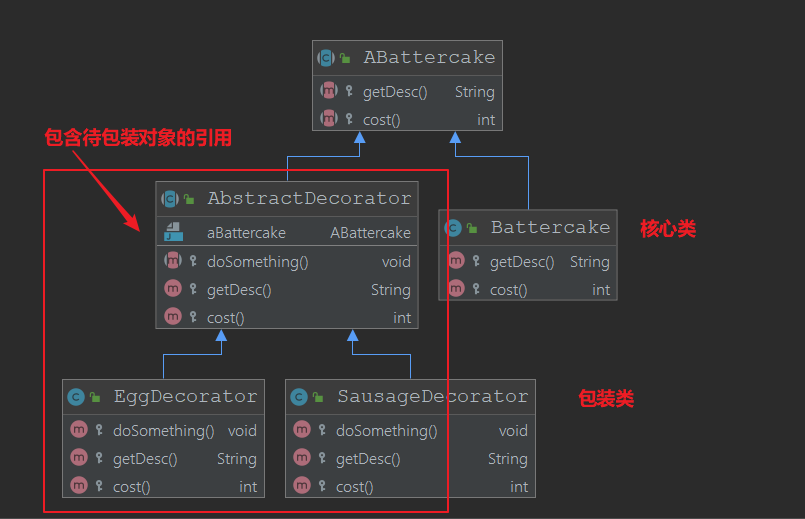 ABattercake
getDesc() String
cost() int
包含待包装对象的引用
AbstractDecorator
aBattercake ABattercake
doSomething() void
getDesc() String
cost() int
Battercake
getDesc() String
cost() int
核心类
EggDecorator
doSomething() void
getDesc() String
cost() int
SausageDecorator
doSomething() void
getDesc() String
cost() int
包装类